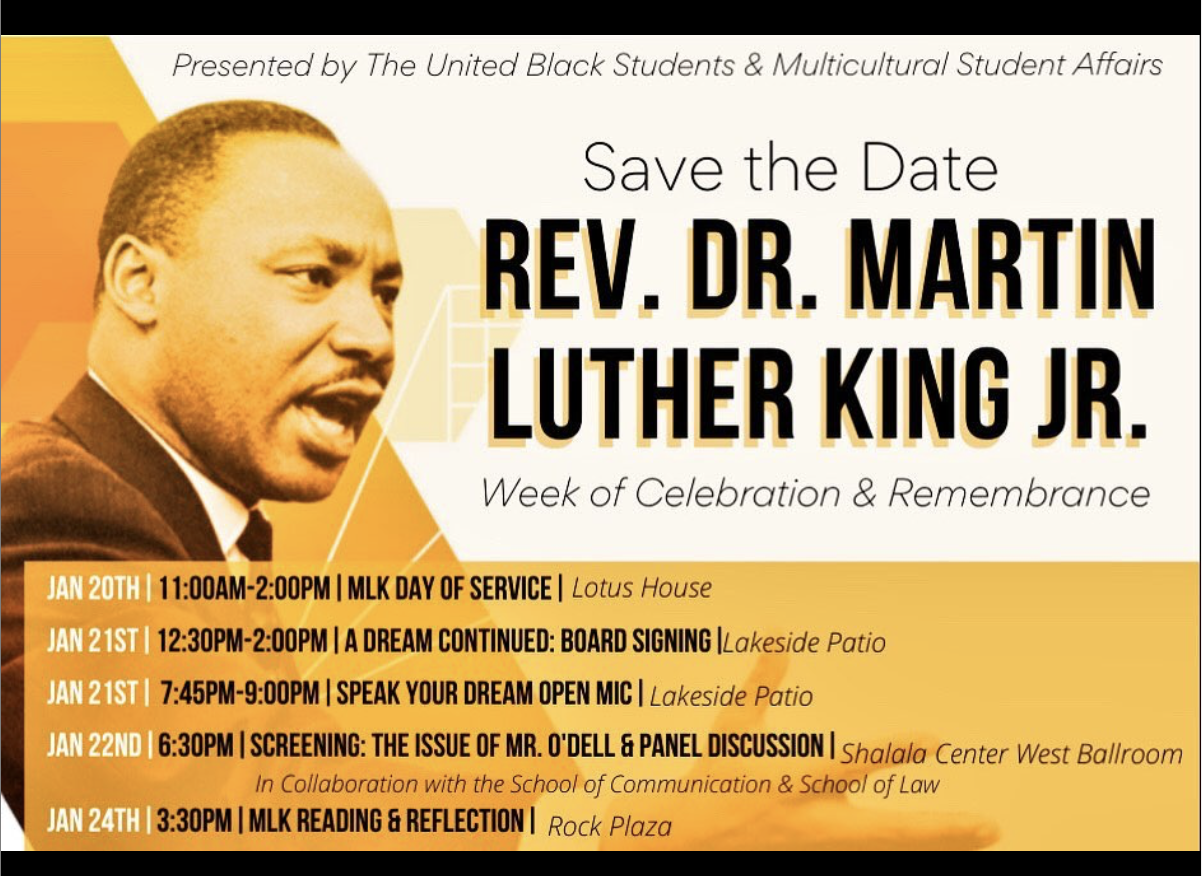 Presented by The United Black Students & Multicultural Student Affairs
Save the Date
REV. DR. MARTIN
LUTHER KING JR.
Week of Celebration & Remembrance
JAN 20TH | 11:00AM-2:00PM | MLK DAY OF SERVICE | Lotus House
JAN 21ST | 12:30PM-2:00PM | A DREAM CONTINUED: BOARD SIGNING | Lakeside Patio
JAN 21ST | 7:45PM-9:00PM | SPEAK YOUR DREAM OPEN MIC | Lakeside Patio
JAN 22ND | 6:30PM | SCREENING: THE ISSUE OF MR. O'DELL & PANEL DISCUSSION | Shalala Center West Ballroom
In Collaboration with the School of Communication & School of Law
JAN 24TH | 3:30PM | MLK READING & REFLECTION | Rock Plaza